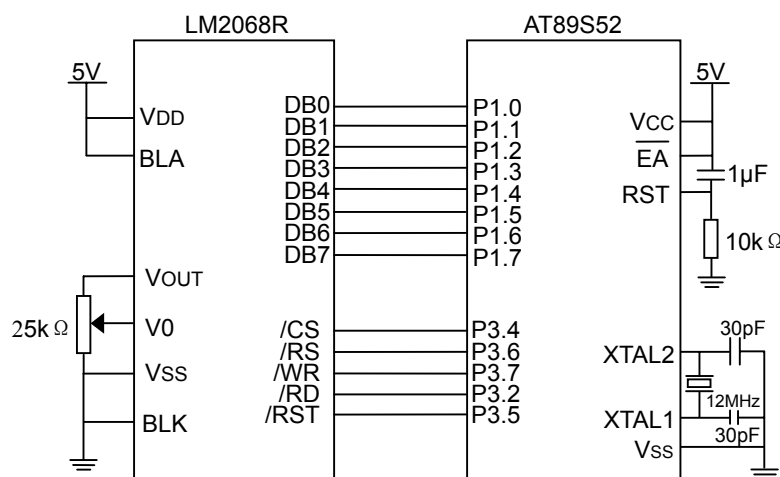 LM2068R
AT89S52
5V
5V
VDD
BLA
DB0
DB1
DB2
DB3
DB4
DB5
DB6
DB7
P1.0
P1.1
P1.2
P1.3
P1.4
P1.5
P1.6
P1.7
VCC
EA
RST
1µF
10kΩ
VOUT
25kΩ
V0
VSS
BLK
/CS
/RS
/WR
/RD
/RST
P3.4
P3.6
P3.7
P3.2
P3.5
XTAL2
30pF
12MHz
XTAL1
30pF
VSS